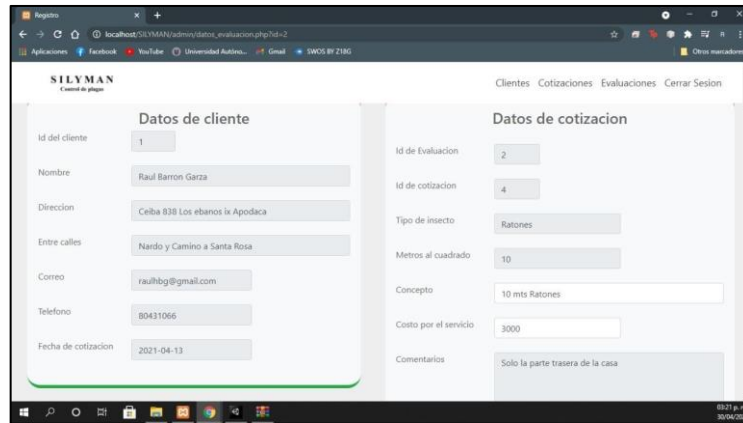 Registro
localhost/SILYMAN/admin/datos_evaluacion.php?id=2
Aplicaciones Facebook YouTube Universidad Autóno... Gmail SWOS BY Z18G Otros marcadores
SILYMAN
Control de plagas
Clientes Cotizaciones Evaluaciones Cerrar Sesion
Datos de cliente
Id del cliente 1
Nombre Raul Barron Garza
Direccion Ceiba 838 Los ebanos ix Apodaca
Entre calles Nardo y Camino a Santa Rosa
Correo raulhbg@gmail.com
Telefono 80431066
Fecha de cotizacion 2021-04-13
Datos de cotizacion
Id de Evaluacion 2
Id de cotizacion 4
Tipo de insecto Ratones
Metros al cuadrado 10
Concepto 10 mts Ratones
Costo por el servicio 3000
Comentarios Solo la parte trasera de la casa
03:21 p.
30/04/20